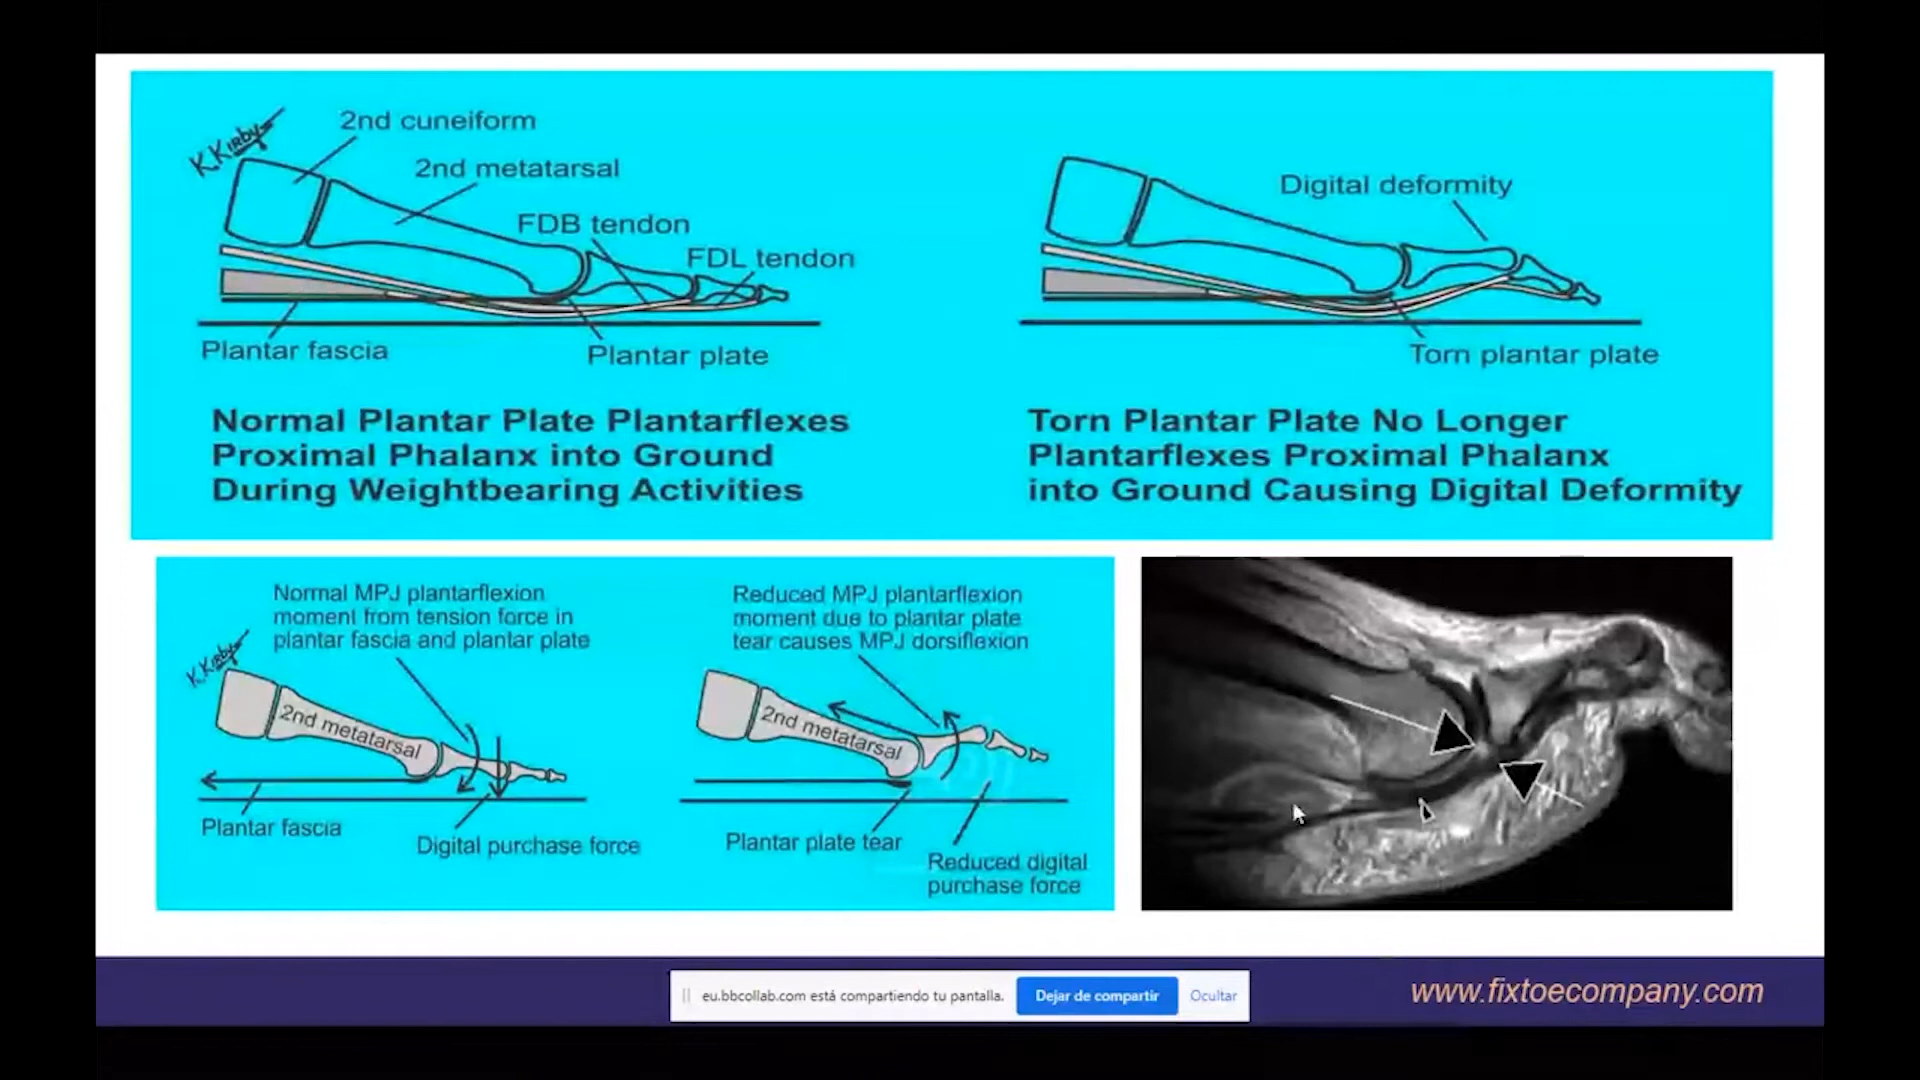 K.Kirby
2nd cuneiform
2nd metatarsal
FDB tendon
FDL tendon
Plantar fascia
Plantar plate
Normal Plantar Plate Plantarflexes
Proximal Phalanx into Ground
During Weightbearing Activities
Digital deformity
Torn plantar plate
Torn Plantar Plate No Longer
Plantarflexes Proximal Phalanx
into Ground Causing Digital Deformity
Normal MPJ plantarflexion
moment from tension force in
plantar fascia and plantar plate
K.Kirby
2nd metatarsal
Plantar fascia
Digital purchase force
Reduced MPJ plantarflexion
moment due to plantar plate
tear causes MPJ dorsiflexion
2nd metatarsal
Plantar plate tear
Reduced digital
purchase force
eu.bbcollab.com está compartiendo tu pantalla.
Dejar de compartir
Ocultar
www.fixtoecompany.com